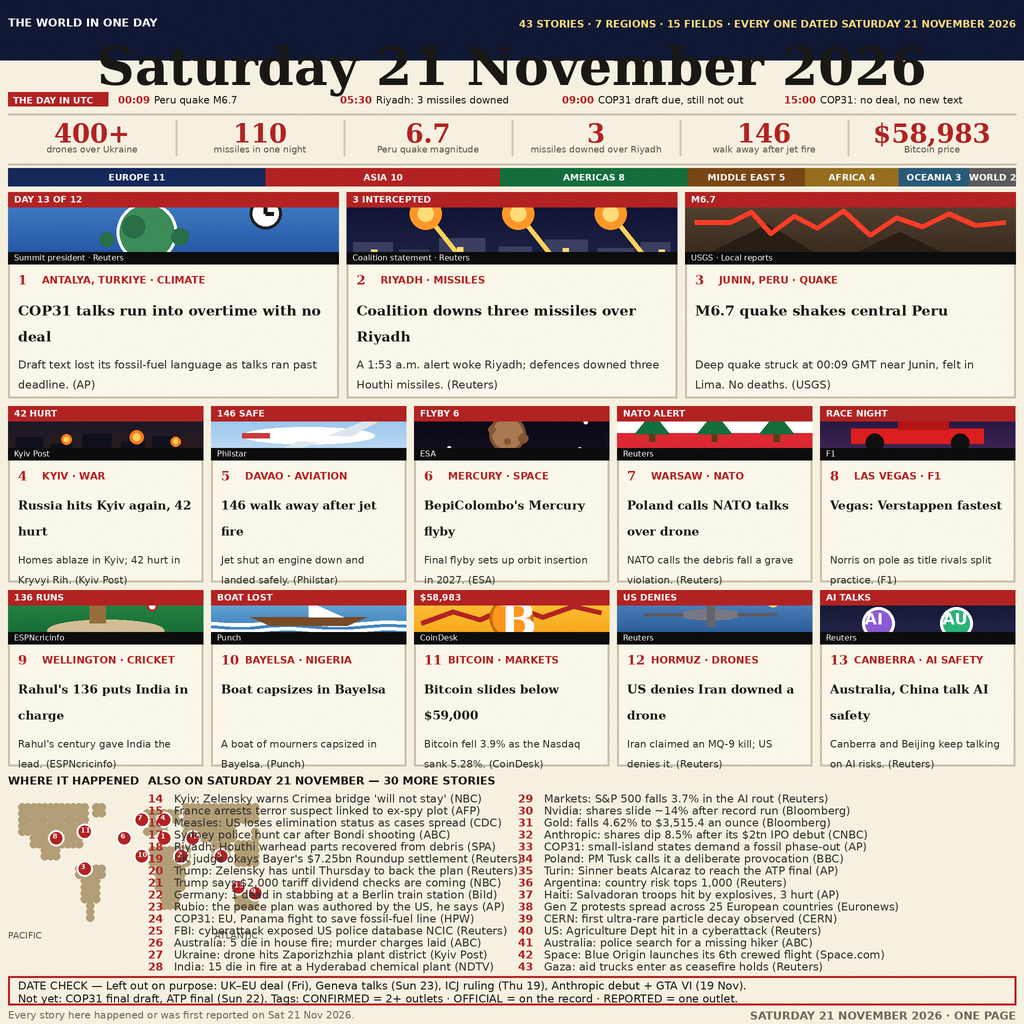 THE WORLD IN ONE DAY
43 STORIES · 7 REGIONS · 15 FIELDS · EVERY ONE DATED SATURDAY 21 NOVEMBER 2026
Saturday 21 November 2026
THE DAY IN UTC
00:09 Peru quake M6.7
05:30 Riyadh: 3 missiles downed
09:00 COP31 draft due, still not out
15:00 COP31: no deal, no new text
400+
drones over Ukraine
110
missiles in one night
6.7
Peru quake magnitude
3
missiles downed over Riyadh
146
walk away after jet fire
$58,983
Bitcoin price
EUROPE 11
ASIA 10
AMERICAS 8
MIDDLE EAST 5
AFRICA 4
OCEANIA 3
WORLD 2
DAY 13 OF 12
Summit president · Reuters
1 ANTALYA, TURKIYE · CLIMATE
COP31 talks run into overtime with no
deal
Draft text lost its fossil-fuel language as talks ran past
deadline. (AP)
3 INTERCEPTED
Coalition statement · Reuters
2 RIYADH · MISSILES
Coalition downs three missiles over
Riyadh
A 1:53 a.m. alert woke Riyadh; defences downed three
Houthi missiles. (Reuters)
M6.7
USGS · Local reports
3 JUNIN, PERU · QUAKE
M6.7 quake shakes central Peru
Deep quake struck at 00:09 GMT near Junin, felt in
Lima. No deaths. (USGS)
42 HURT
Kyiv Post
4 KYIV · WAR
Russia hits Kyiv again, 42
hurt
Homes ablaze in Kyiv; 42 hurt in
Kryvyi Rih. (Kyiv Post)
146 SAFE
Philstar
5 DAVAO · AVIATION
146 walk away after jet
fire
Jet shut an engine down and
landed safely. (Philstar)
FLYBY 6
ESA
6 MERCURY · SPACE
BepiColombo's Mercury
flyby
Final flyby sets up orbit insertion
in 2027. (ESA)
NATO ALERT
Reuters
7 WARSAW · NATO
Poland calls NATO talks
over drone
NATO calls the debris fall a grave
violation. (Reuters)
RACE NIGHT
F1
8 LAS VEGAS · F1
Vegas: Verstappen fastest
Norris on pole as title rivals split
practice. (F1)
136 RUNS
ESPNcricinfo
9 WELLINGTON · CRICKET
Rahul's 136 puts India in
charge
Rahul's century gave India the
lead. (ESPNcricinfo)
BOAT LOST
Punch
10 BAYELSA · NIGERIA
Boat capsizes in Bayelsa
A boat of mourners capsized in
Bayelsa. (Punch)
$58,983
B
CoinDesk
11 BITCOIN · MARKETS
Bitcoin slides below
$59,000
Bitcoin fell 3.9% as the Nasdaq
sank 5.28%. (CoinDesk)
US DENIES
Reuters
12 HORMUZ · DRONES
US denies Iran downed a
drone
Iran claimed an MQ-9 kill; US
denies it. (Reuters)
AI TALKS
AI
AU
Reuters
13 CANBERRA · AI SAFETY
Australia, China talk AI
safety
Canberra and Beijing keep talking
on AI risks. (Reuters)
WHERE IT HAPPENED
PACIFIC
ATLANTIC
ALSO ON SATURDAY 21 NOVEMBER — 30 MORE STORIES
14 Kyiv: Zelensky warns Crimea bridge 'will not stay' (NBC)
15 France arrests terror suspect linked to ex-spy plot (AFP)
16 Measles: US loses elimination status as cases spread (CDC)
17 Sydney police hunt car after Bondi shooting (ABC)
18 Riyadh: Houthi warhead parts recovered from debris (SPA)
19 UK judge okays Bayer's $7.25bn Roundup settlement (Reuters)
20 Trump: Zelensky has until Thursday to back the plan (Reuters)
21 Trump says $2,000 tariff dividend checks are coming (NBC)
22 Germany: 1 died in stabbing at a Berlin train station (Bild)
23 Rubio: the peace plan was authored by the US, he says (AP)
24 COP31: EU, Panama fight to save fossil-fuel line (HPW)
25 FBI: cyberattack exposed US police database NCIC (Reuters)
26 Australia: 5 die in house fire; murder charges laid (ABC)
27 Ukraine: drone hits Zaporizhzhia plant district (Kyiv Post)
28 India: 15 die in fire at a Hyderabad chemical plant (NDTV)
29 Markets: S&P 500 falls 3.7% in the AI rout (Reuters)
30 Nvidia: shares slide ~14% after record run (Bloomberg)
31 Gold: falls 4.62% to $3,515.4 an ounce (Bloomberg)
32 Anthropic: shares dip 8.5% after its $2tn IPO debut (CNBC)
33 COP31: small-island states demand a fossil phase-out (AP)
34 Poland: PM Tusk calls it a deliberate provocation (BBC)
35 Turin: Sinner beats Alcaraz to reach the ATP final (AP)
36 Argentina: country risk tops 1,000 (Reuters)
37 Haiti: Salvadoran troops hit by explosives, 3 hurt (AP)
38 Gen Z protests spread across 25 European countries (Euronews)
39 CERN: first ultra-rare particle decay observed (CERN)
40 US: Agriculture Dept hit in a cyberattack (Reuters)
41 Australia: police search for a missing hiker (ABC)
42 Space: Blue Origin launches its 6th crewed flight (Space.com)
43 Gaza: aid trucks enter as ceasefire holds (Reuters)
DATE CHECK — Left out on purpose: UK–EU deal (Fri), Geneva talks (Sun 23), ICJ ruling (Thu 19), Anthropic debut + GTA VI (19 Nov).
Not yet: COP31 final draft, ATP final (Sun 22). Tags: CONFIRMED = 2+ outlets · OFFICIAL = on the record · REPORTED = one outlet.
Every story here happened or was first reported on Sat 21 Nov 2026.
SATURDAY 21 NOVEMBER 2026 · ONE PAGE